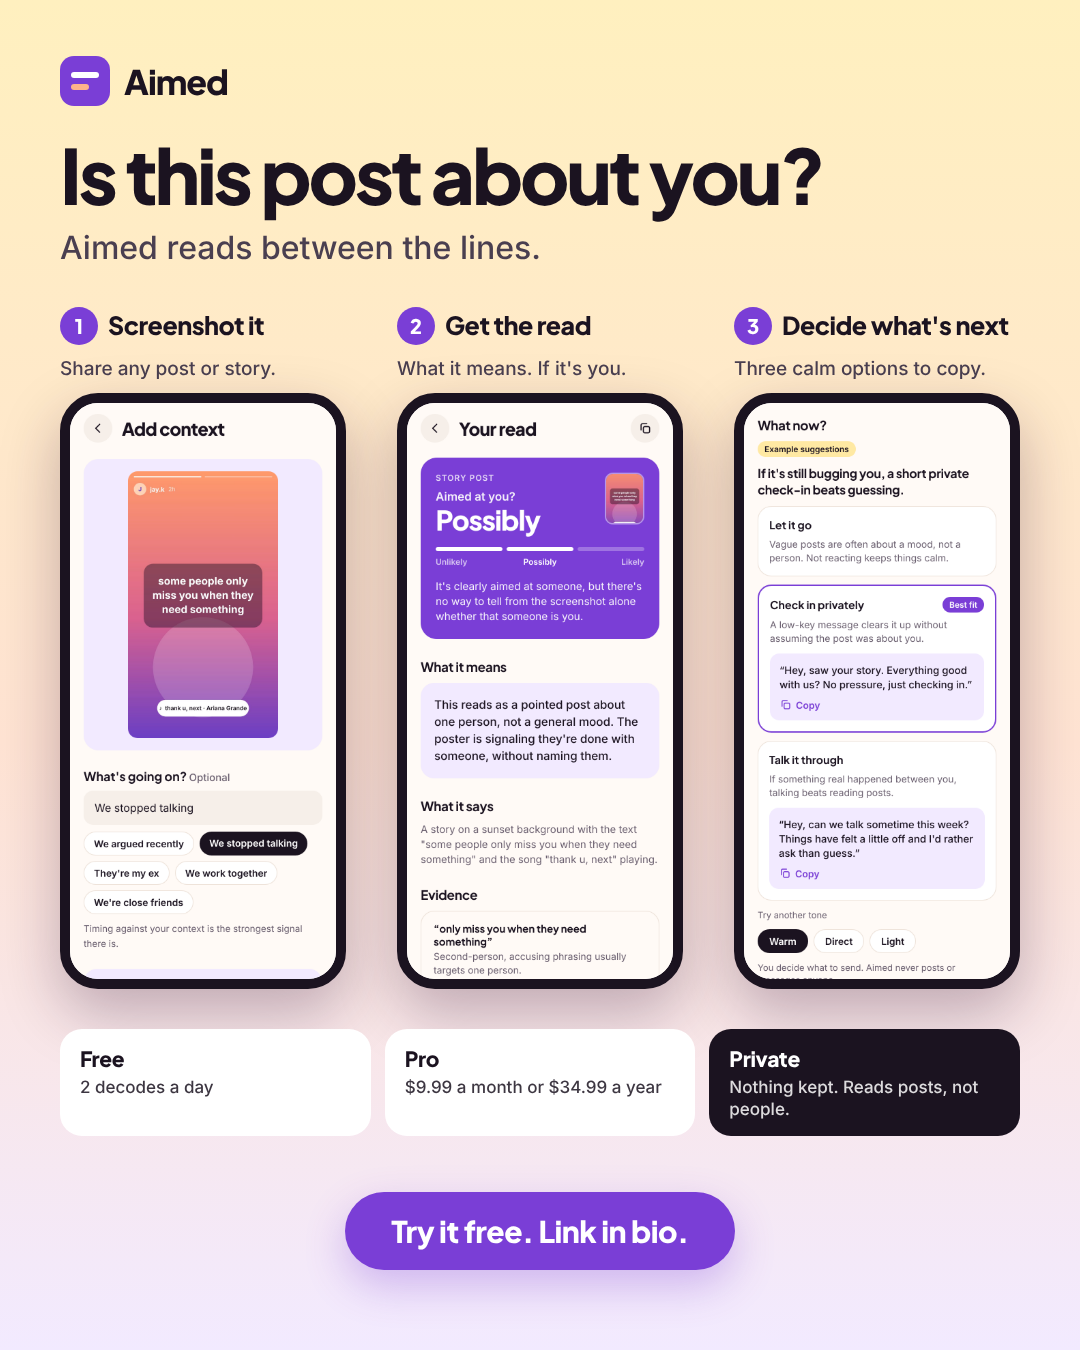 Aimed
Is this post about you?
Aimed reads between the lines.
1 Screenshot it
Share any post or story.
Add context
J jay.k 3h
some people only
miss you when they
need something
♪ thank u, next · Ariana Grande
What's going on? Optional
We stopped talking
We argued recently
We stopped talking
They're my ex
We work together
We're close friends
Timing against your context is the strongest signal
there is.
2 Get the read
What it means. If it's you.
Your read
STORY POST
Aimed at you?
Possibly
Unlikely
Possibly
Likely
It's clearly aimed at someone, but there's
no way to tell from the screenshot alone
whether that someone is you.
What it means
This reads as a pointed post about
one person, not a general mood. The
poster is signaling they're done with
someone, without naming them.
What it says
A story on a sunset background with the text
"some people only miss you when they need
something" and the song "thank u, next" playing.
Evidence
“only miss you when they need
something”
Second-person, accusing phrasing usually
targets one person.
3 Decide what's next
Three calm options to copy.
What now?
Example suggestions
If it's still bugging you, a short private
check-in beats guessing.
Let it go
Vague posts are often about a mood, not a
person. Not reacting keeps things calm.
Check in privately
Best fit
A low-key message clears it up without
assuming the post was about you.
“Hey, saw your story. Everything good
with us? No pressure, just checking in.”
Copy
Talk it through
If something real happened between you,
talking beats reading posts.
“Hey, can we talk sometime this week?
Things have felt a little off and I'd rather
ask than guess.”
Copy
Try another tone
Warm
Direct
Light
You decide what to send. Aimed never posts or
Free
2 decodes a day
Pro
$9.99 a month or $34.99 a year
Private
Nothing kept. Reads posts, not
people.
Try it free. Link in bio.